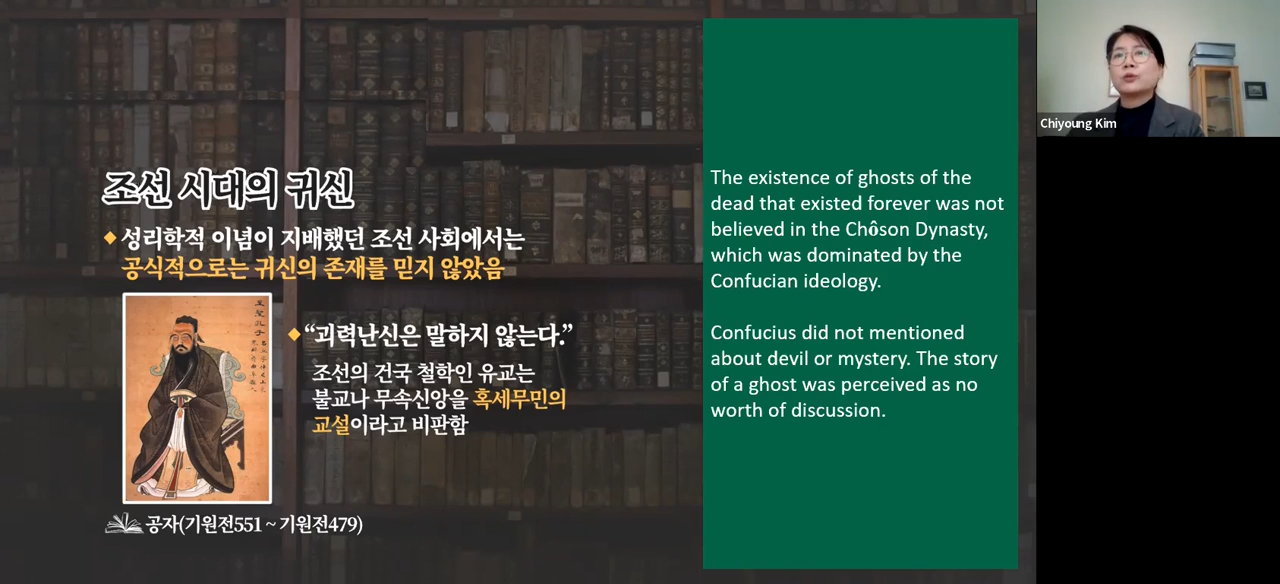 조선 시대의 귀신
성리학적 이념이 지배했던 조선 사회에서는
공식적으로는 귀신의 존재를 믿지 않았음
“괴력난신은 말하지 않는다.”
조선의 건국 철학인 유교는
불교나 무속신앙을 혹세무민의
교설이라고 비판함
공자(기원전551 ~ 기원전479)
The existence of ghosts of the
dead that existed forever was not
believed in the Chôson Dynasty,
which was dominated by the
Confucian ideology.
Confucius did not mentioned
about devil or mystery. The story
of a ghost was perceived as no
worth of discussion.
Chiyoung Kim